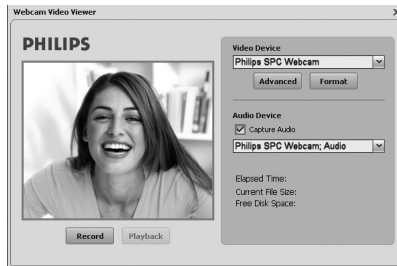 Webcam Video Viewer
PHILIPS
Record
Playback
Video Device
Philips SPC Webcam
Advanced
Format
Audio Device
Capture Audio
Philips SPC Webcam; Audio
Elapsed Time:
Current File Size:
Free Disk Space: